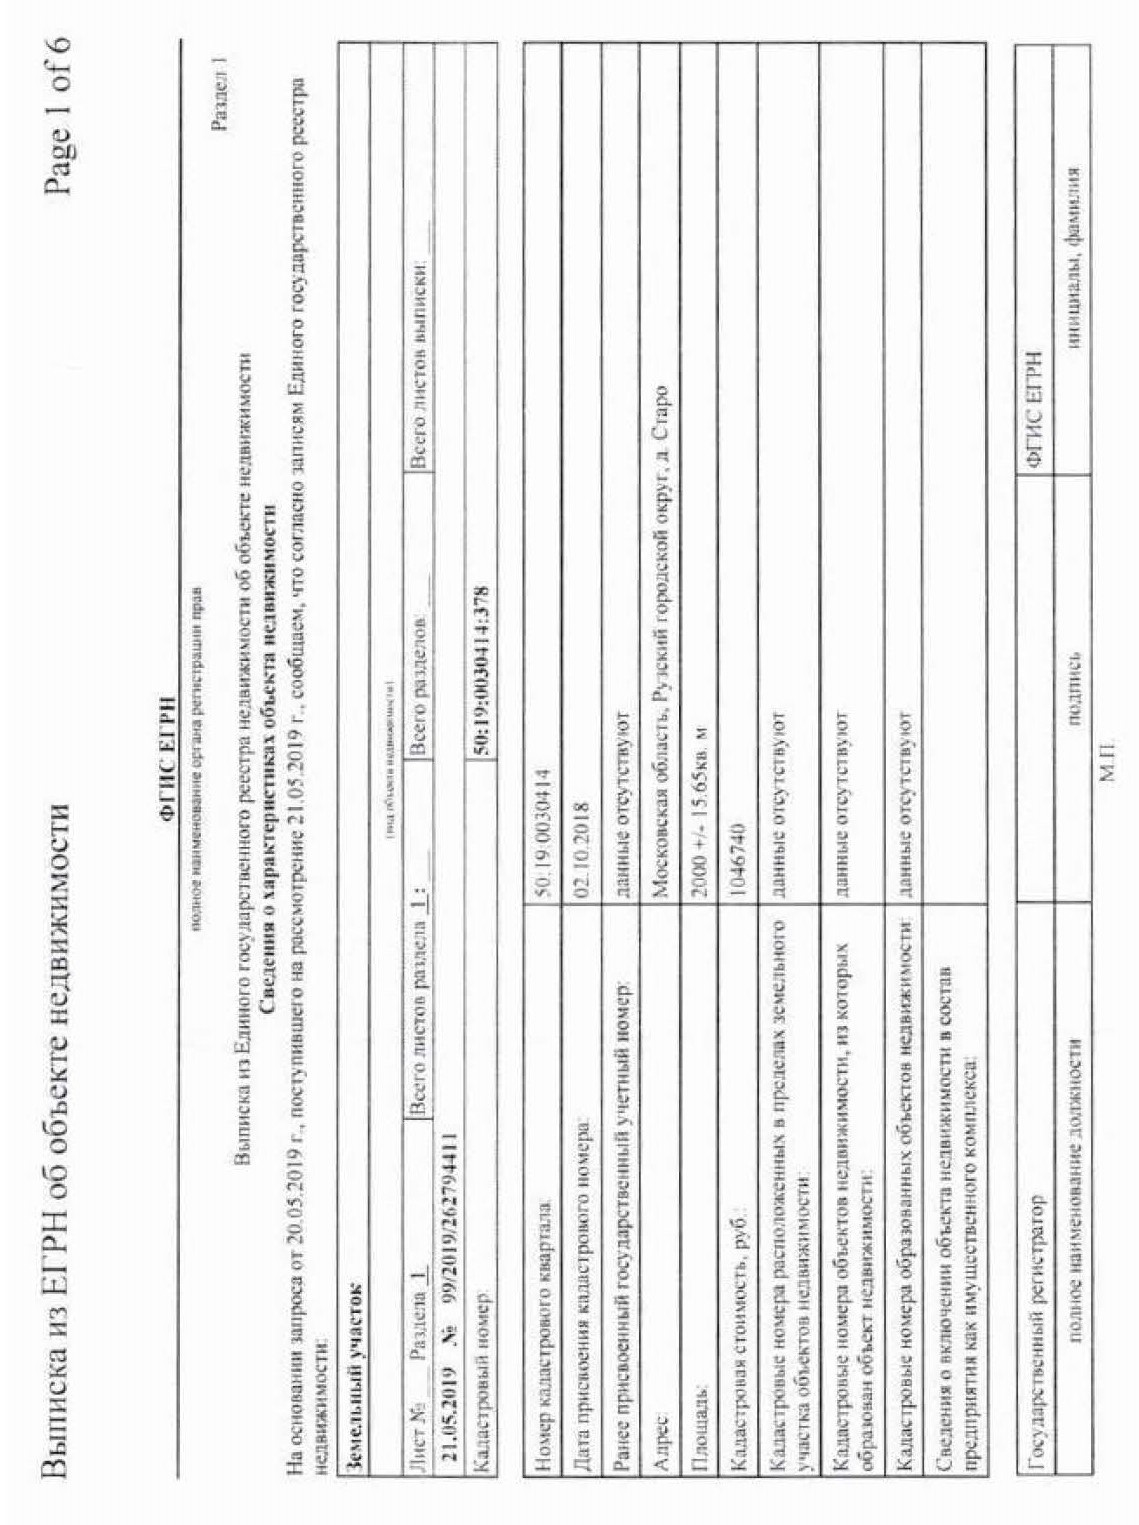 Выписка из ЕГРН об объекте недвижимости Page 1 of 6
ФГИС ЕГРН
полное наименование органа регистрации прав
Раздел 1
Выписка из Единого государственного реестра недвижимости об объекте недвижимости
Сведения о характеристиках объекта недвижимости
На основании запроса от 20.05.2019 г., поступившего на рассмотрение 21.05.2019 г., сообщаем, что согласно записям Единого государственного реестра
недвижимости:
Земельный участок
(вид объекта недвижимости)
Лист № ___ Раздела 1 Всего листов раздела 1 : ___ Всего разделов: ___ Всего листов выписки: ___
21.05.2019 № 99/2019/262794411
Кадастровый номер: 50:19:0030414:378
Номер кадастрового квартала: 50:19:0030414
Дата присвоения кадастрового номера: 02.10.2018
Ранее присвоенный государственный учетный номер: данные отсутствуют
Адрес: Московская область, Рузский городской округ, д. Старо
Площадь: 2000 +/- 15.65кв. м
Кадастровая стоимость, руб.: 1046740
Кадастровые номера расположенных в пределах земельного данные отсутствуют
участка объектов недвижимости:
Кадастровые номера объектов недвижимости, из которых данные отсутствуют
образован объект недвижимости:
Кадастровые номера образованных объектов недвижимости: данные отсутствуют
Сведения о включении объекта недвижимости в состав
предприятия как имущественного комплекса:
Государственный регистратор ФГИС ЕГРН
полное наименование должности подпись инициалы, фамилия
М.П.